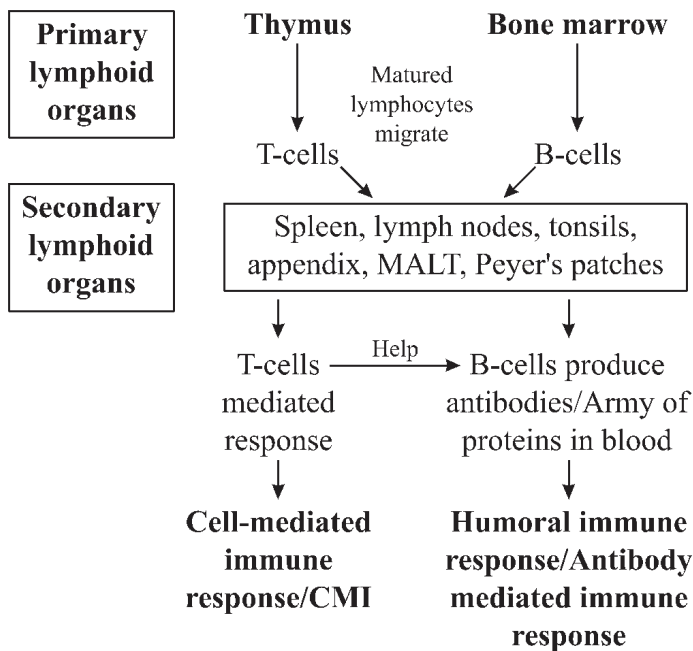 Primary
lymphoid
organs
Thymus
Bone marrow
Matured
lymphocytes
migrate
T-cells
B-cells
Secondary
lymphoid
organs
Spleen, lymph nodes, tonsils,
appendix, MALT, Peyer's patches
T-cells
mediated
response
Help
B-cells produce
antibodies/Army of
proteins in blood
Cell-mediated
immune
response/CMI
Humoral immune
response/Antibody
mediated immune
response